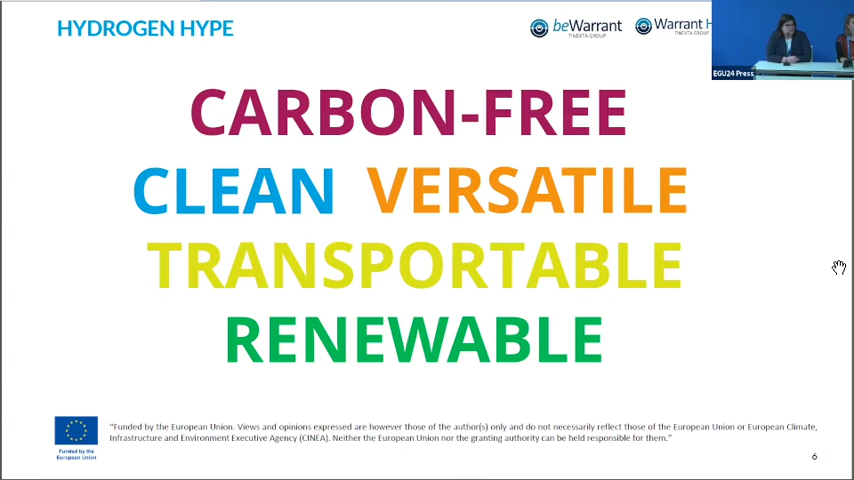 HYDROGEN HYPE
beWarrant
TINEXTA GROUP
Warrant H
TINEXTA GROUP
EGU24 Press
CARBON-FREE
CLEAN VERSATILE
TRANSPORTABLE
RENEWABLE
"Funded by the European Union. Views and opinions expressed are however those of the author(s) only and do not necessarily reflect those of the European Union or European Climate,
Infrastructure and Environment Executive Agency (CINEA). Neither the European Union nor the granting authority can be held responsible for them."
Funded by the
European Union
6